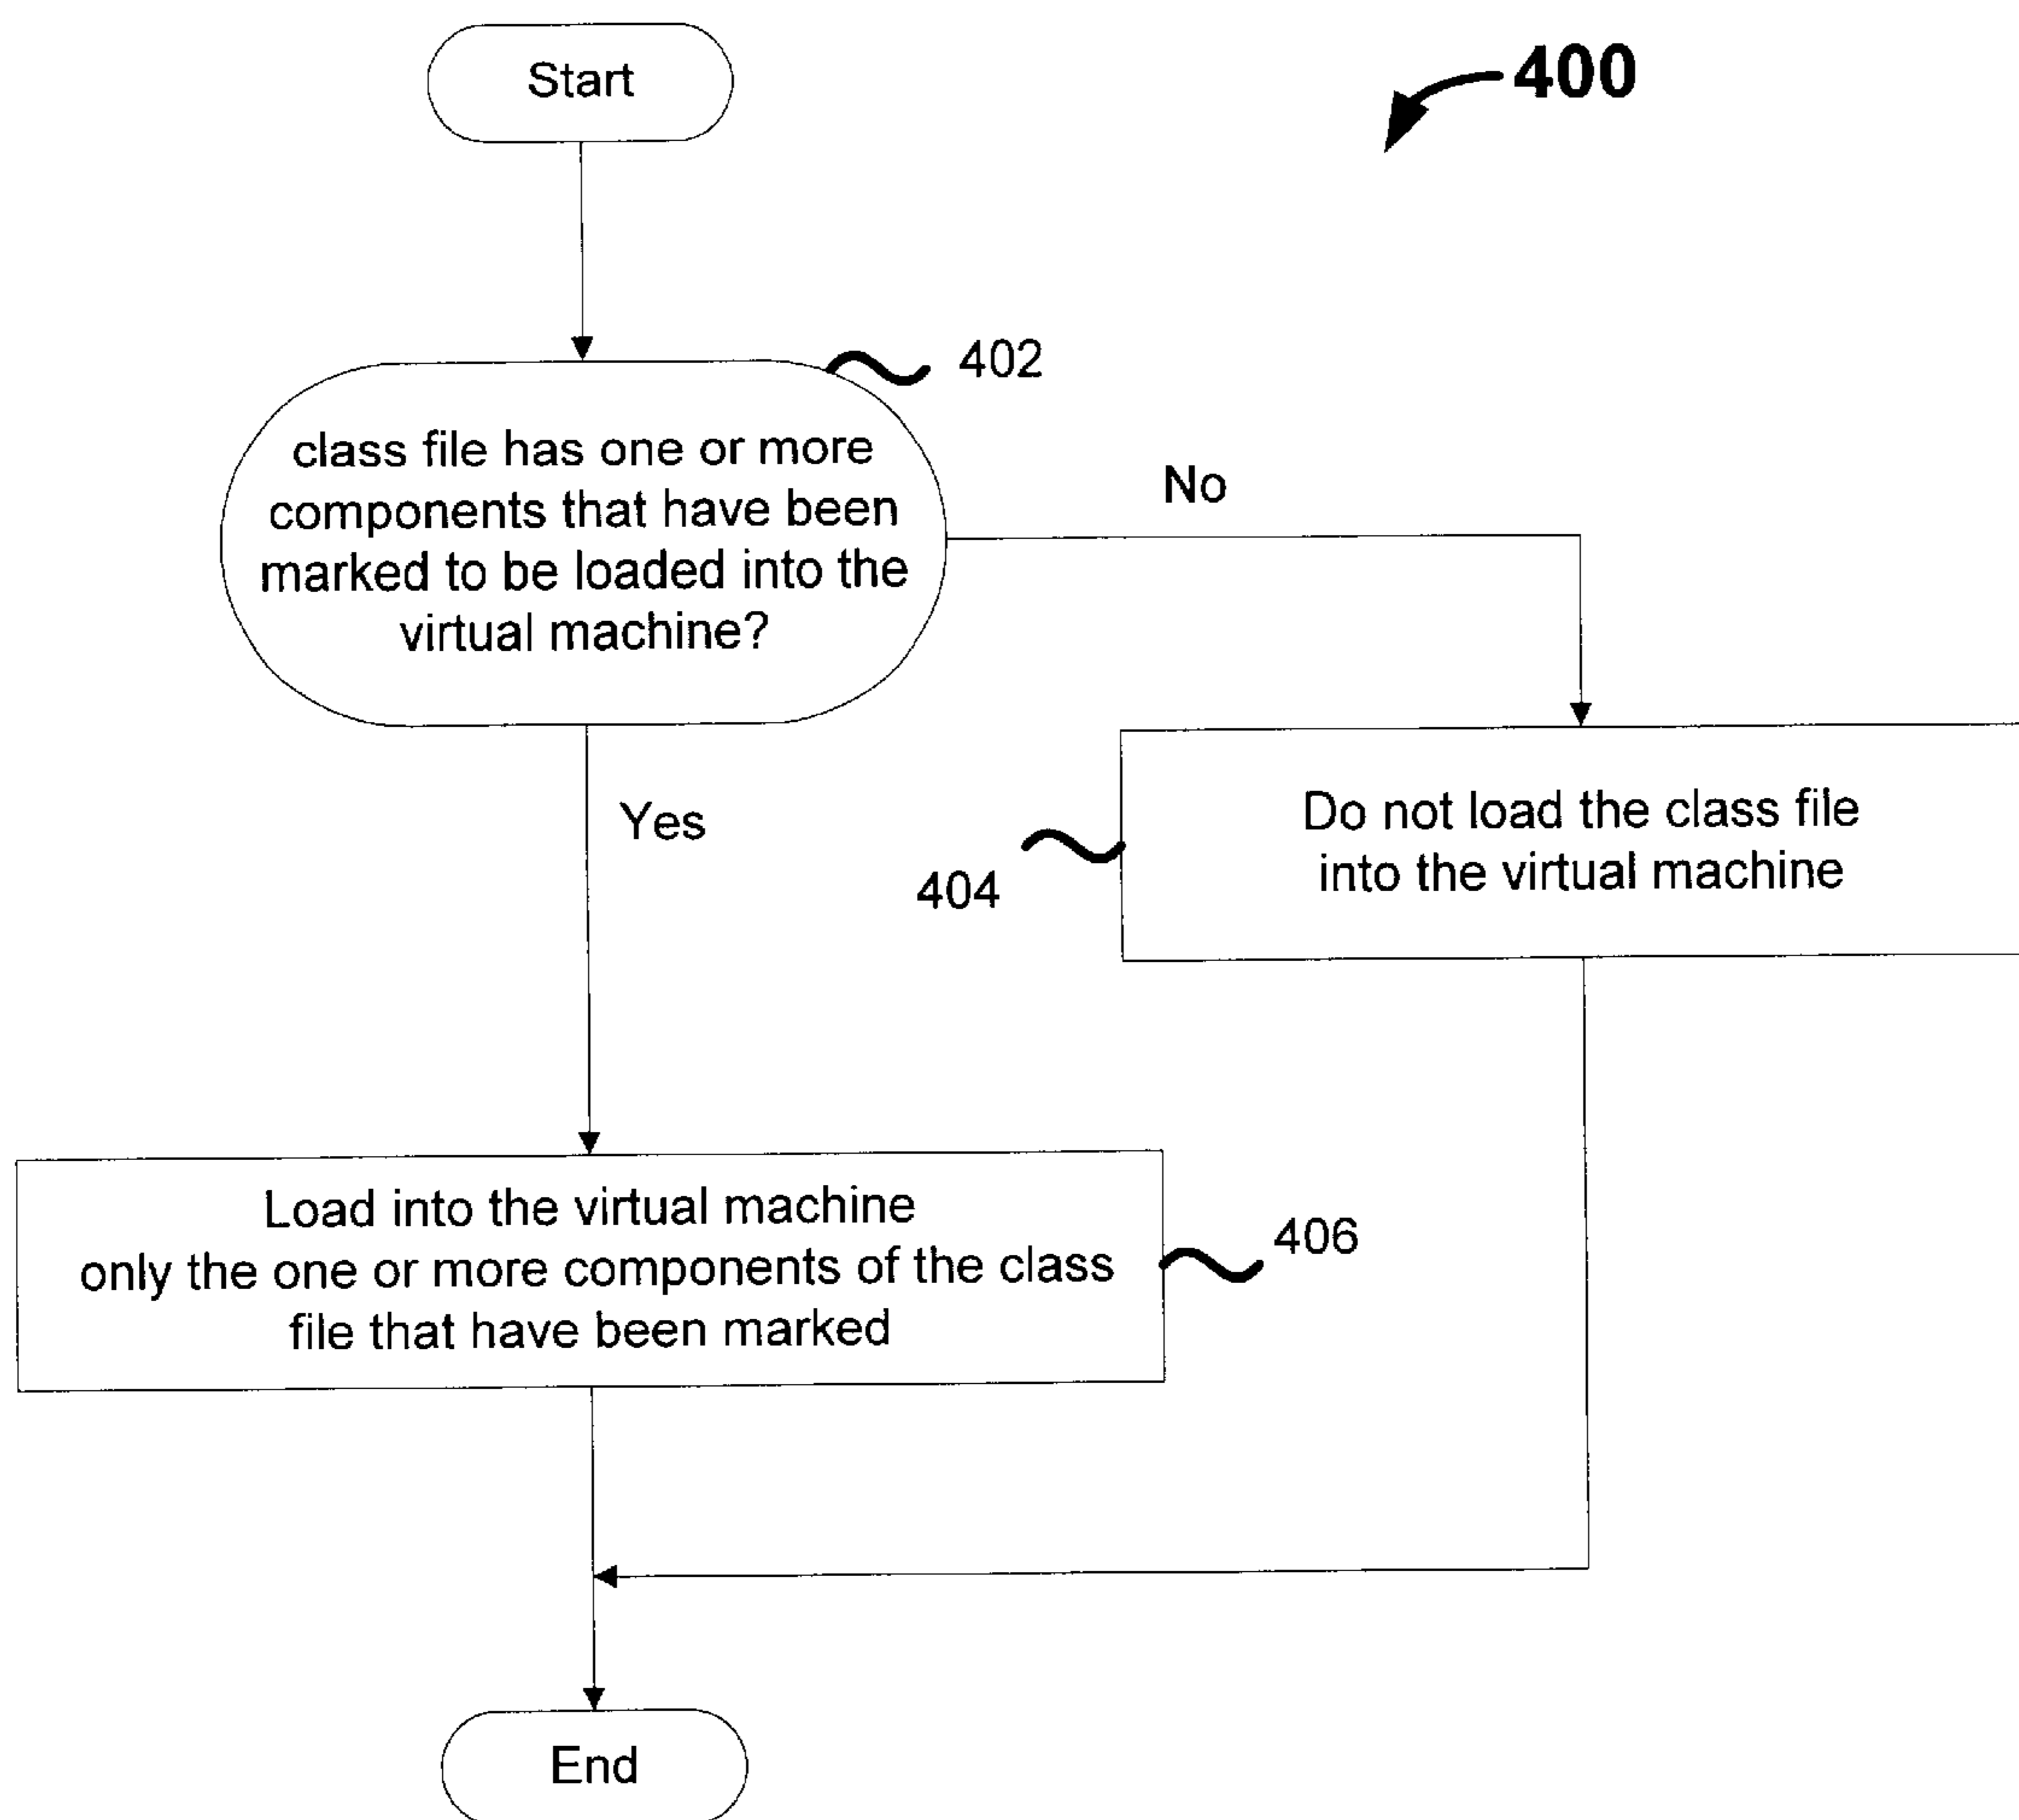 Start
400
402
class file has one or more
components that have been
marked to be loaded into the
virtual machine?
No
Yes
Do not load the class file
into the virtual machine
404
Load into the virtual machine
only the one or more components of the class
file that have been marked
406
End